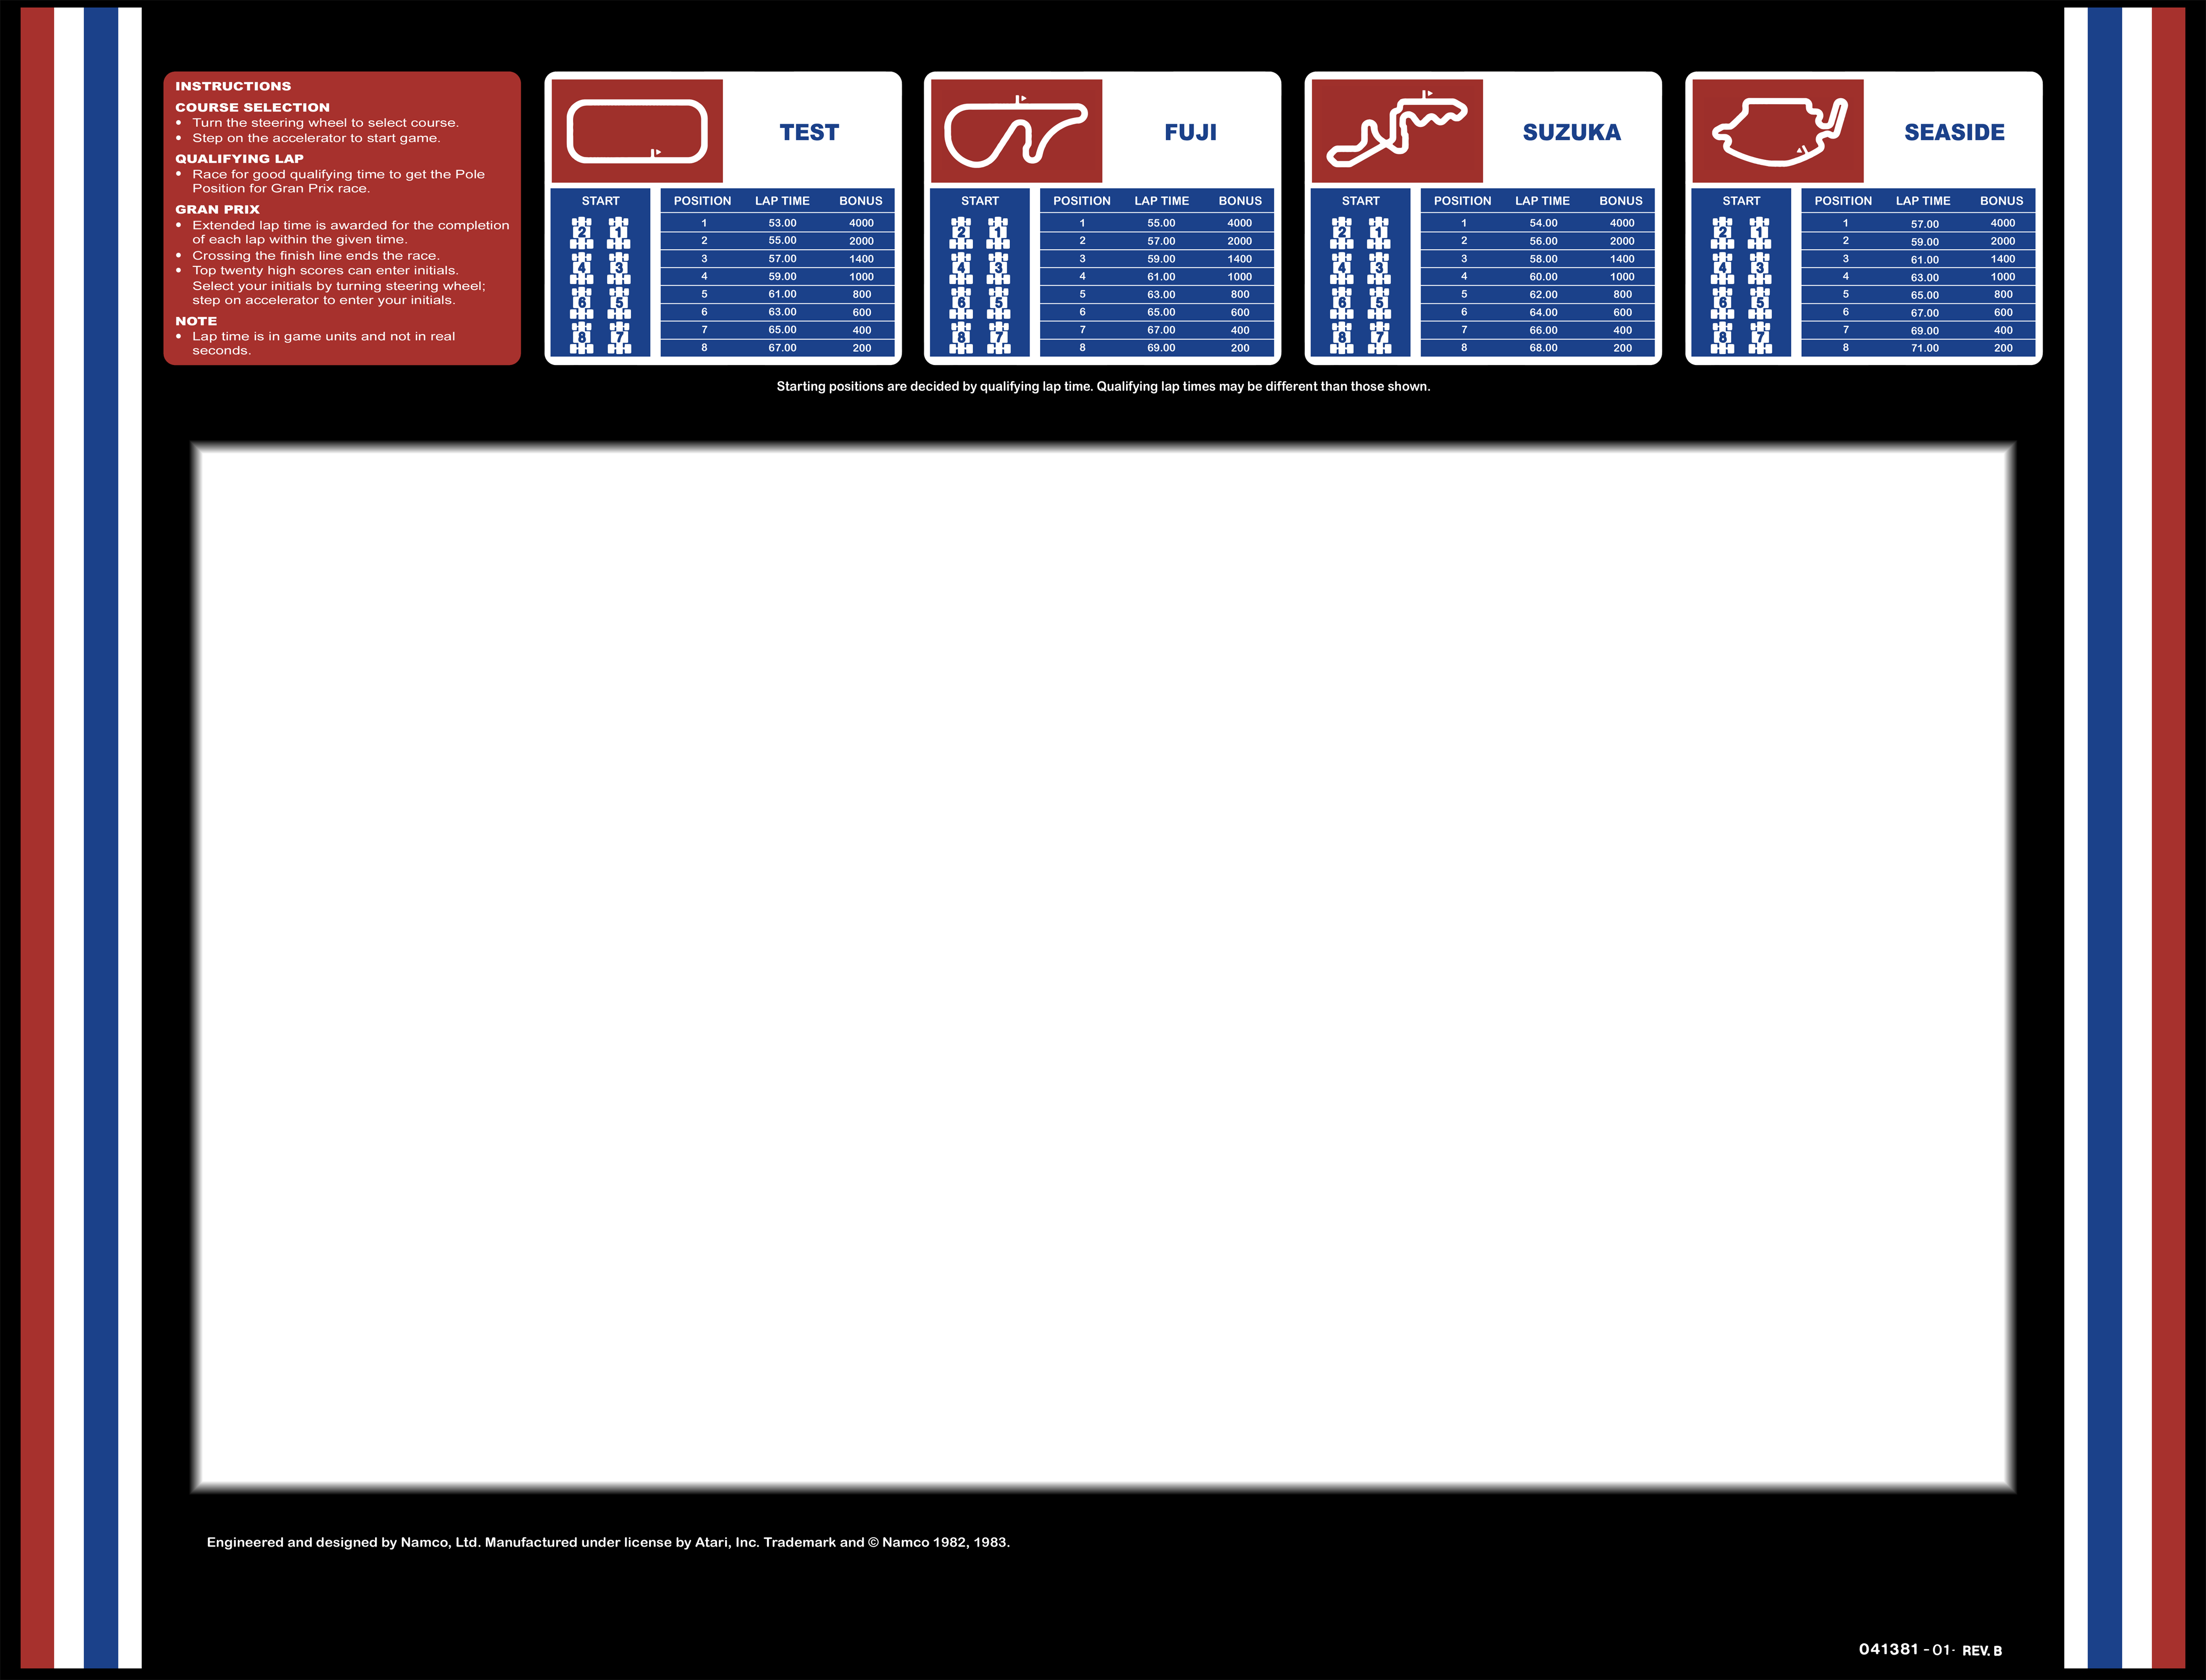 INSTRUCTIONS
COURSE SELECTION
• Turn the steering wheel to select course.
• Step on the accelerator to start game.
QUALIFYING LAP
• Race for good qualifying time to get the Pole
Position for Gran Prix race.
GRAN PRIX
• Extended lap time is awarded for the completion
of each lap within the given time.
• Crossing the finish line ends the race.
• Top twenty high scores can enter initials.
Select your initials by turning steering wheel;
step on accelerator to enter your initials.
NOTE
• Lap time is in game units and not in real
seconds.
TEST
START
2 1
4 3
6 5
8 7
POSITION LAP TIME BONUS
1 53.00 4000
2 55.00 2000
3 57.00 1400
4 59.00 1000
5 61.00 800
6 63.00 600
7 65.00 400
8 67.00 200
FUJI
START
2 1
4 3
6 5
8 7
POSITION LAP TIME BONUS
1 55.00 4000
2 57.00 2000
3 59.00 1400
4 61.00 1000
5 63.00 800
6 65.00 600
7 67.00 400
8 69.00 200
SUZUKA
START
2 1
4 3
6 5
8 7
POSITION LAP TIME BONUS
1 54.00 4000
2 56.00 2000
3 58.00 1400
4 60.00 1000
5 62.00 800
6 64.00 600
7 66.00 400
8 68.00 200
SEASIDE
START
2 1
4 3
6 5
8 7
POSITION LAP TIME BONUS
1 57.00 4000
2 59.00 2000
3 61.00 1400
4 63.00 1000
5 65.00 800
6 67.00 600
7 69.00 400
8 71.00 200
Starting positions are decided by qualifying lap time. Qualifying lap times may be different than those shown.
Engineered and designed by Namco, Ltd. Manufactured under license by Atari, Inc. Trademark and © Namco 1982, 1983.
041381 - 01- REV. B